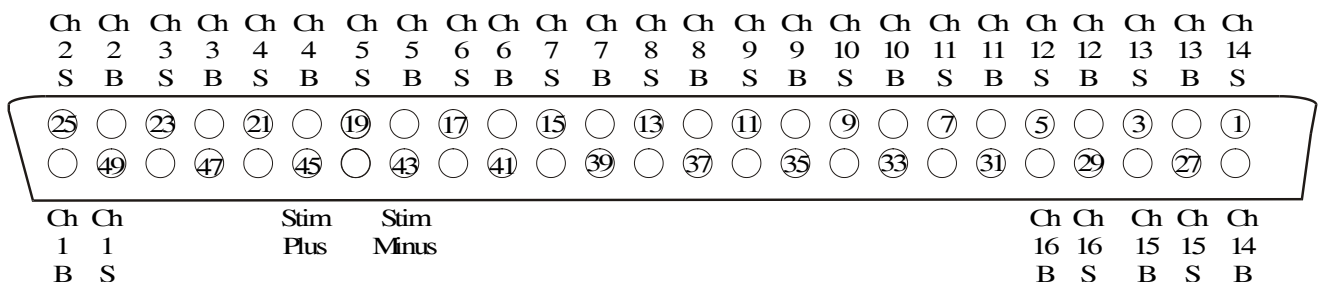 Ch Ch Ch Ch Ch Ch Ch Ch Ch Ch Ch Ch Ch Ch Ch Ch Ch Ch Ch Ch Ch Ch Ch Ch Ch
2 2 3 3 4 4 5 5 6 6 7 7 8 8 9 9 10 10 11 11 12 12 13 13 14
S B S B S B S B S B S B S B S B S B S B S B S B S
25 23 21 19 17 15 13 11 9 7 5 3 1
49 47 45 43 41 39 37 35 33 31 29 27
Ch Ch Stim Stim Ch Ch Ch Ch Ch
1 1 Plus Minus 16 16 15 15 14
B S B S B S B